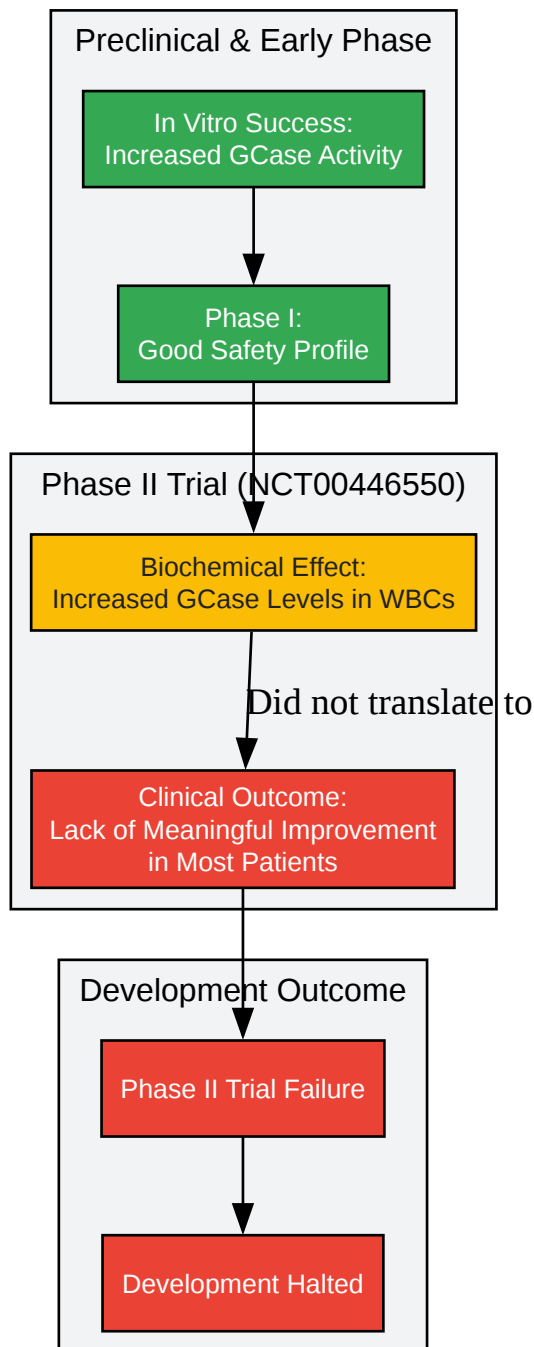 Preclinical & Early Phase
In Vitro Success:
Increased GCase Activity
Phase I:
Good Safety Profile
Phase II Trial (NCT00446550)
Biochemical Effect:
Increased GCase Levels in WBCs
Did not translate to
Clinical Outcome:
Lack of Meaningful Improvement
in Most Patients
Development Outcome
Phase II Trial Failure
Development Halted